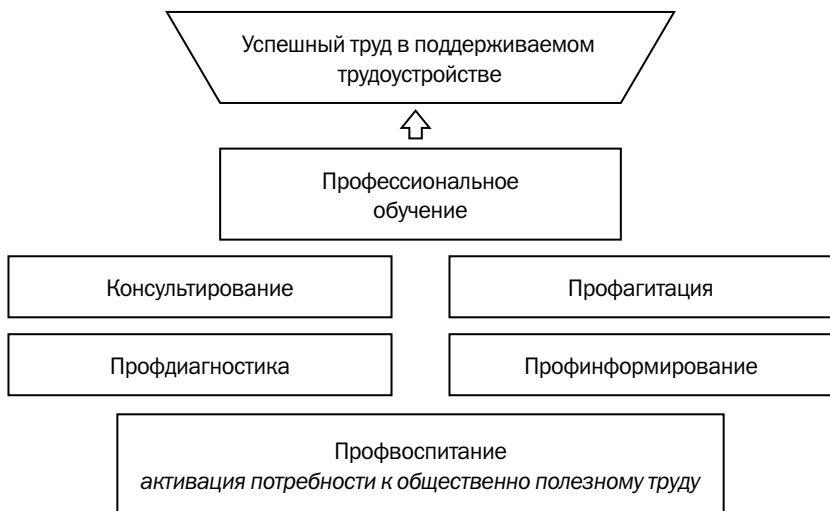 Успешный труд в поддерживаемом
трудоустройстве
Профессиональное
обучение
Консультирование
Профагитация
Профдиагностика
Профинформирование
Профвоспитание
активация потребности к общественно полезному труду